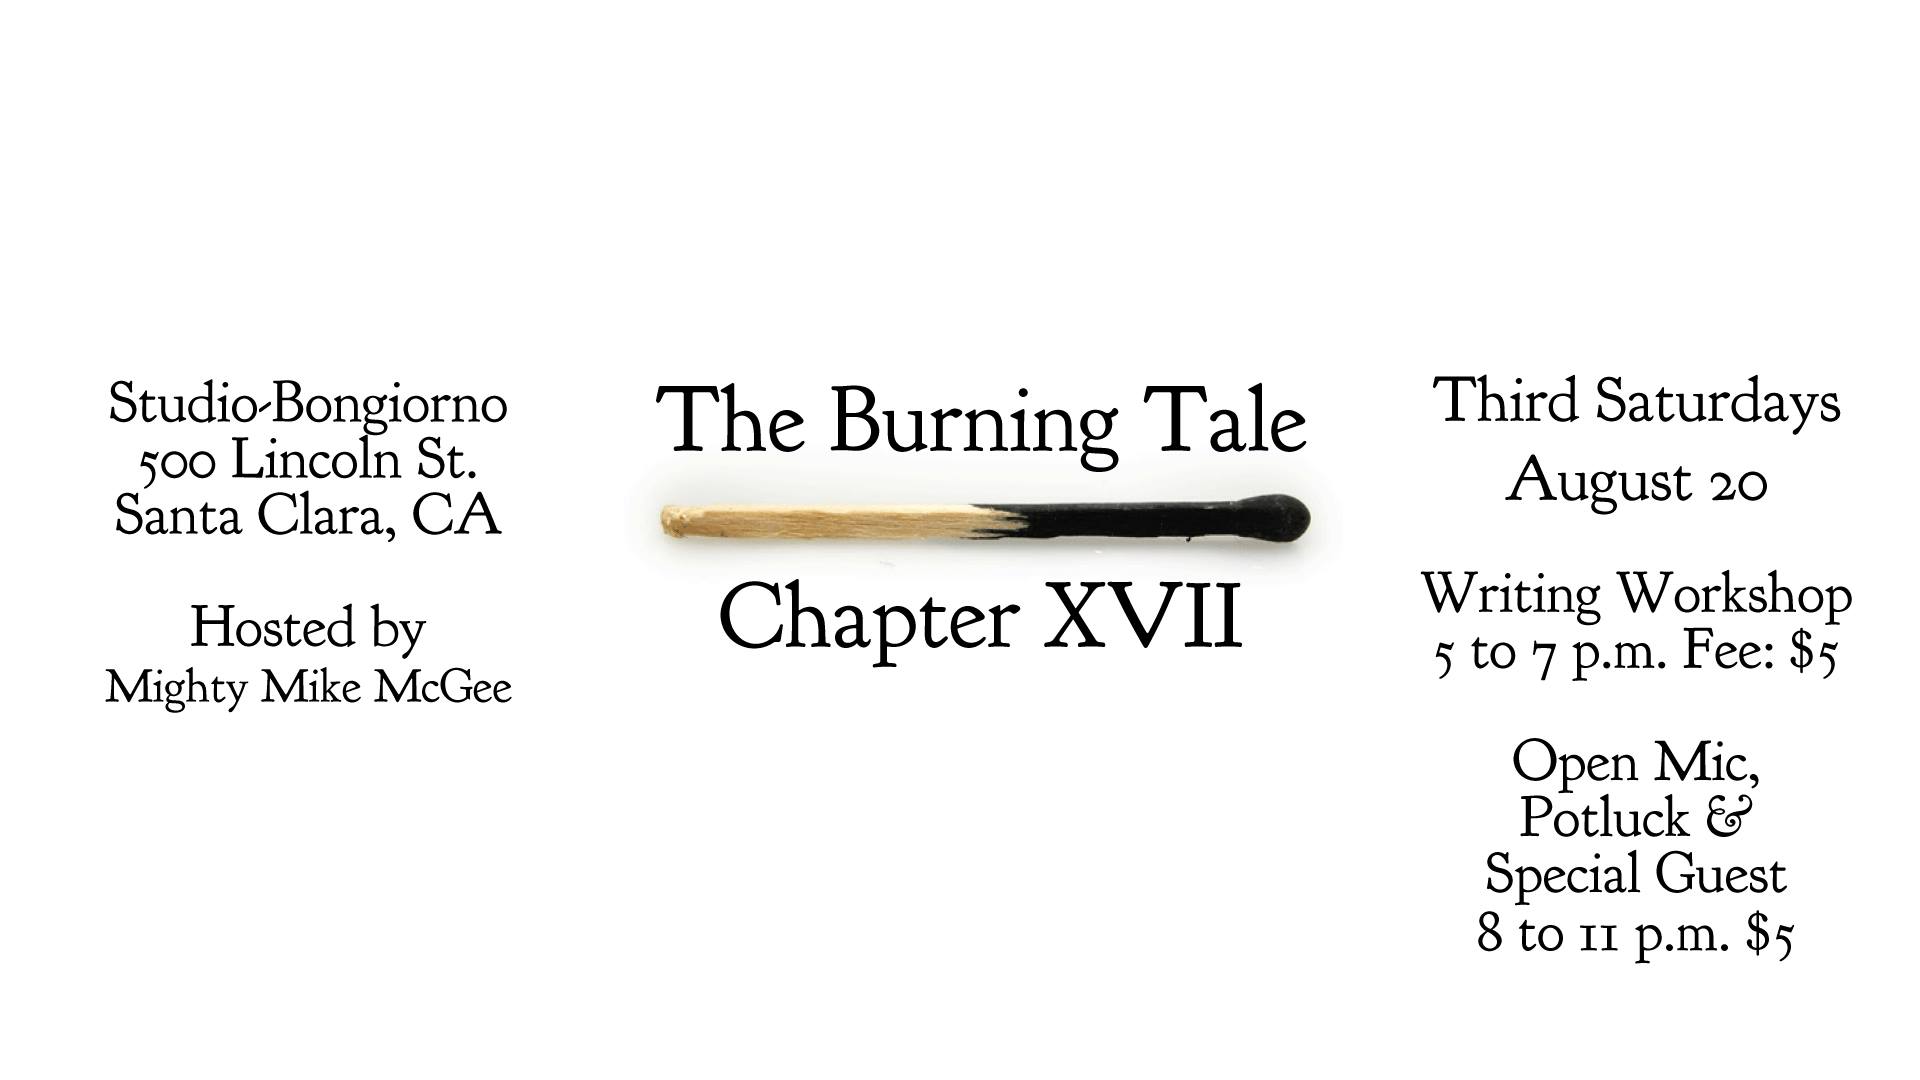 Studio-Bongiorno
500 Lincoln St.
Santa Clara, CA
Hosted by
Mighty Mike McGee
The Burning Tale
Chapter XVII
Third Saturdays
August 20
Writing Workshop
5 to 7 p.m. Fee: $5
Open Mic,
Potluck &
Special Guest
8 to 11 p.m. $5